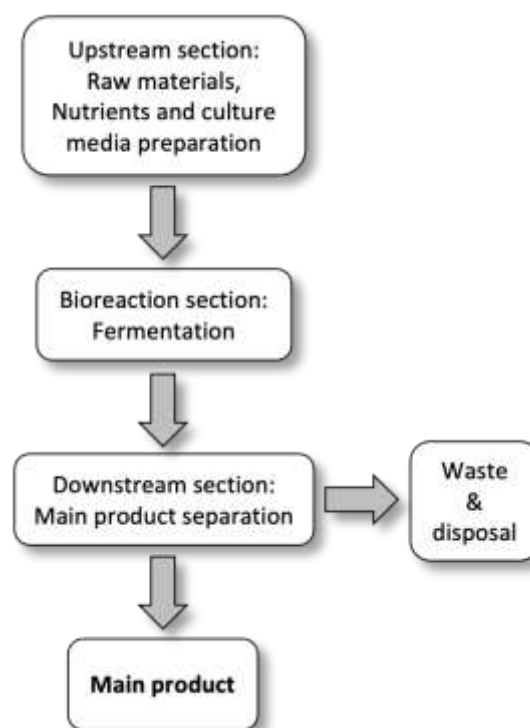 Upstream section:
Raw materials,
Nutrients and culture
media preparation
Bioreaction section:
Fermentation
Downstream section:
Main product separation
Waste
&
disposal
Main product